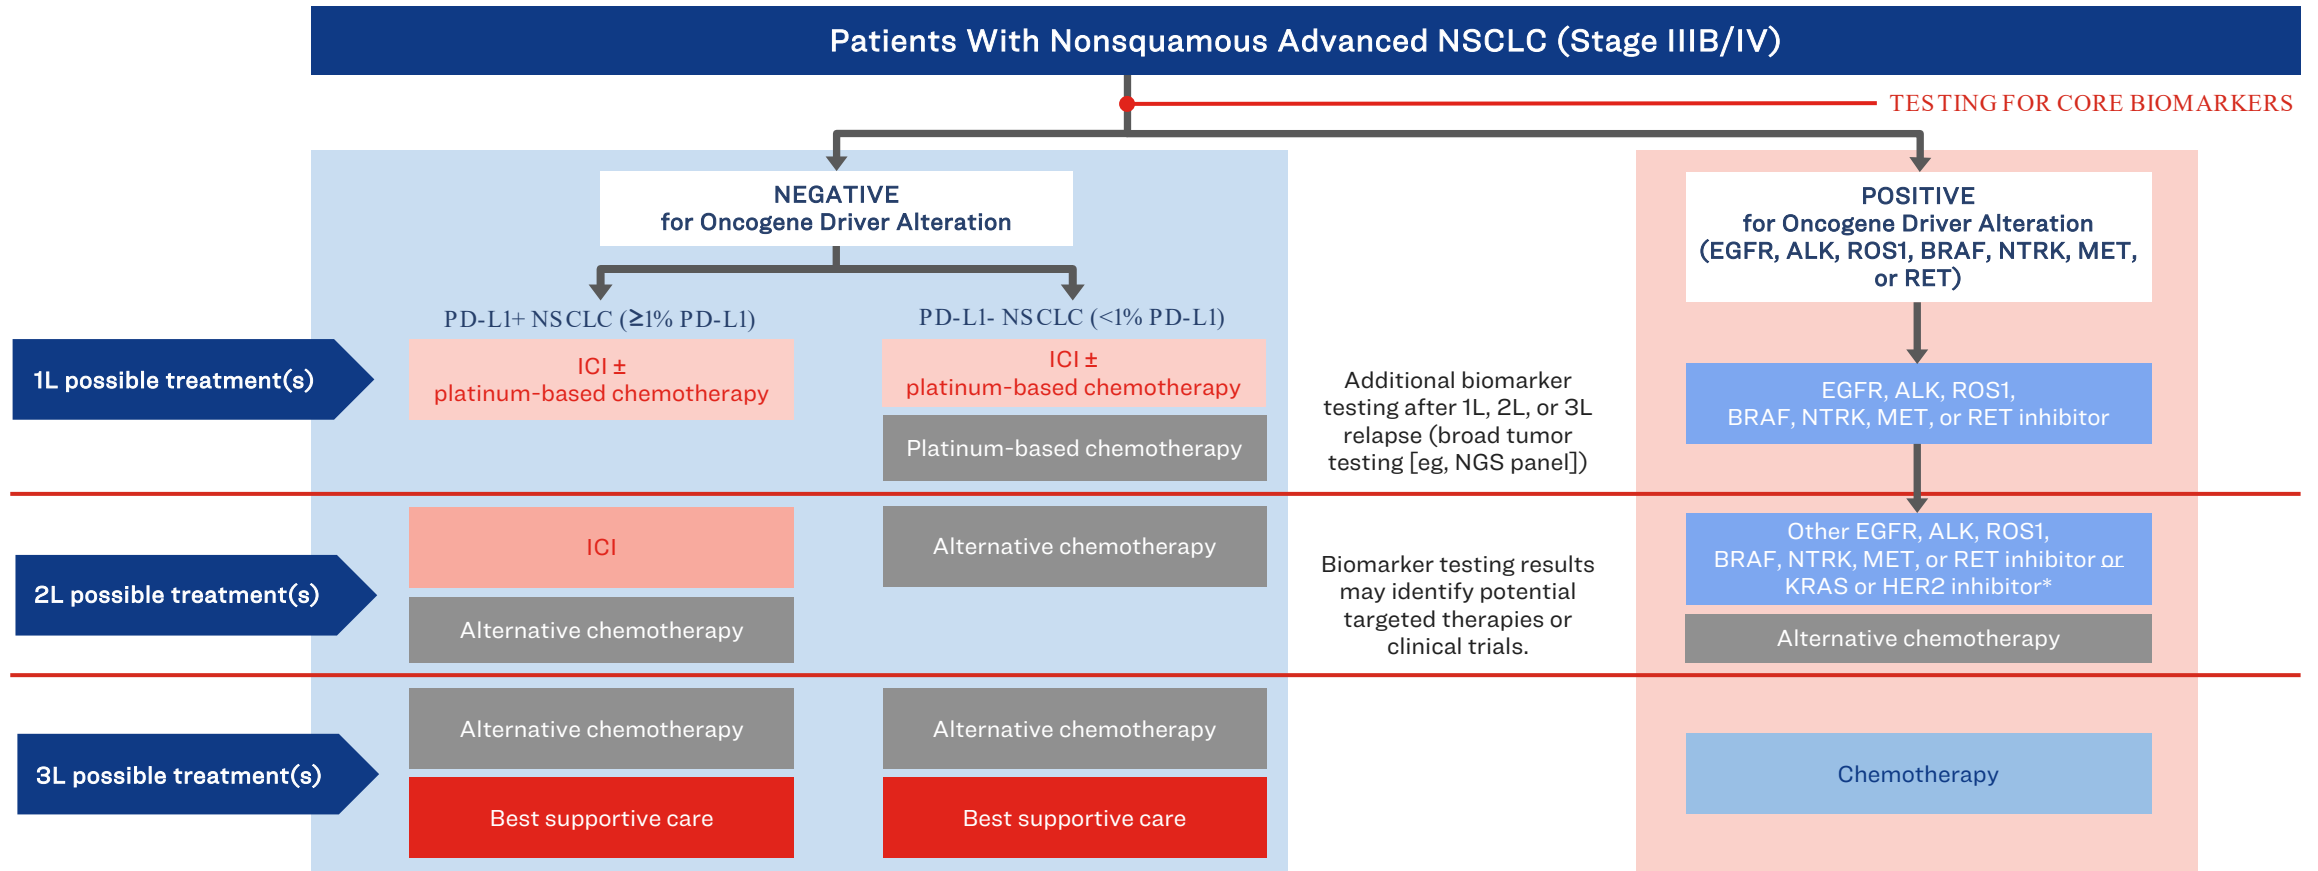 Patients With Nonsquamous Advanced NSCLC (Stage IIIB/IV)
TESTING FOR CORE BIOMARKERS
NEGATIVE
for Oncogene Driver Alteration
POSITIVE
for Oncogene Driver Alteration
(EGFR, ALK, ROS1, BRAF, NTRK, MET,
or RET)
PD-L1+ NSCLC (≥1% PD-L1)
PD-L1- NSCLC (<1% PD-L1)
1L possible treatment(s)
ICI ±
platinum-based chemotherapy
ICI ±
platinum-based chemotherapy
Platinum-based chemotherapy
Additional biomarker
testing after 1L, 2L, or 3L
relapse (broad tumor
testing [eg, NGS panel])
EGFR, ALK, ROS1,
BRAF, NTRK, MET, or RET inhibitor
2L possible treatment(s)
ICI
Alternative chemotherapy
Alternative chemotherapy
Biomarker testing results
may identify potential
targeted therapies or
clinical trials.
Other EGFR, ALK, ROS1,
BRAF, NTRK, MET, or RET inhibitor or
KRAS or HER2 inhibitor*
Alternative chemotherapy
3L possible treatment(s)
Alternative chemotherapy
Best supportive care
Alternative chemotherapy
Best supportive care
Chemotherapy